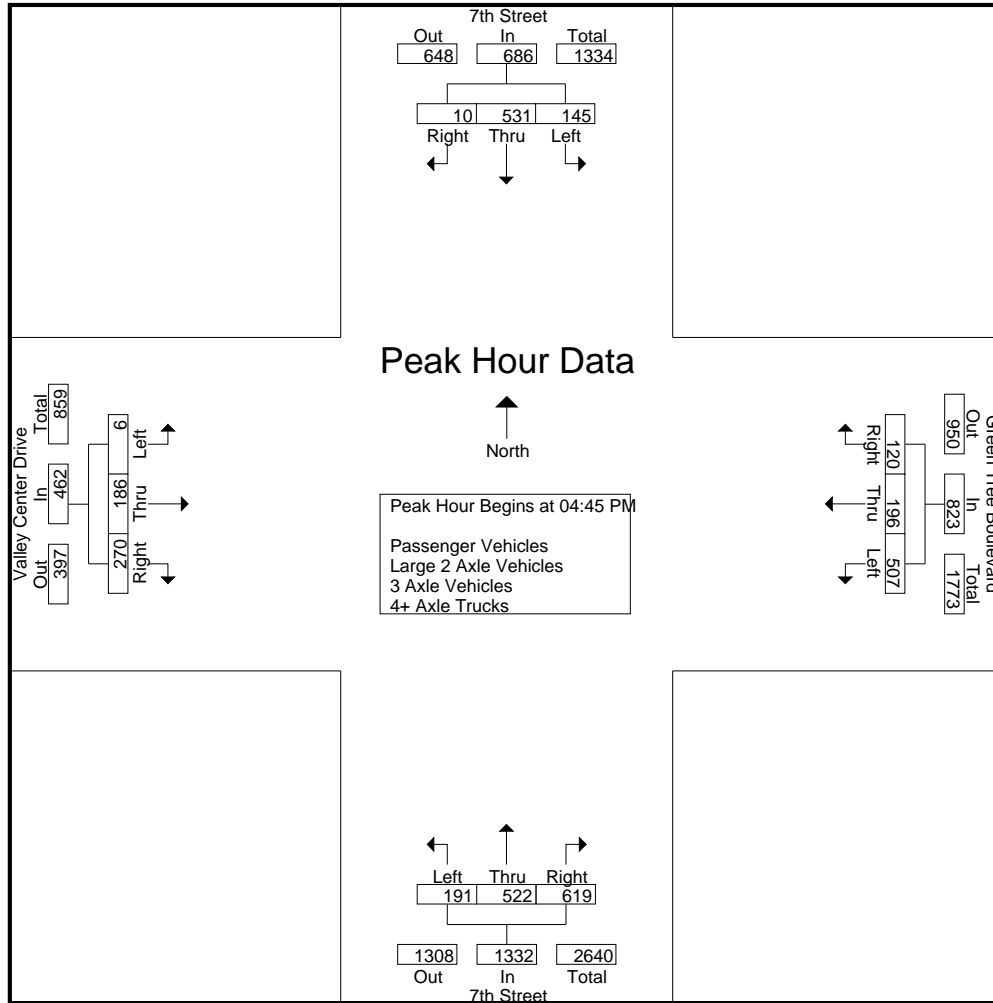 7th Street
Out In Total
648 686 1334
10 531 145
Right Thru Left
Peak Hour Data
North
Peak Hour Begins at 04:45 PM
Passenger Vehicles
Large 2 Axle Vehicles
3 Axle Vehicles
4+ Axle Trucks
Valley Center Drive
Out In Total
397 462 859
270 186 6
Right Thru Left
Green Tree Boulevard
Out In Total
950 823 1773
120 196 507
Right Thru Left
Left Thru Right
191 522 619
1308 1332 2640
Out In Total
7th Street